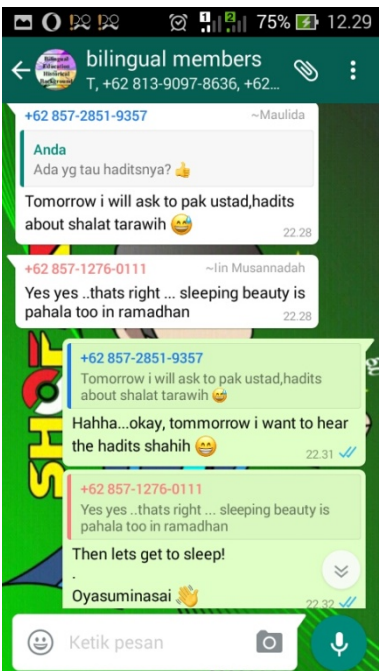 75% 12.29
bilingual members
T, +62 813-9097-8636, +62...
+62 857-2851-9357 ~Maulida
Anda
Ada yg tau haditsnya? 👍
Tomorrow i will ask to pak ustad,hadits
about shalat tarawih 😅
22.28
+62 857-1276-0111 ~Iin Musannadah
Yes yes ..thats right ... sleeping beauty is
pahala too in ramadhan
22.28
+62 857-2851-9357
Tomorrow i will ask to pak ustad,hadits
about shalat tarawih 😅
Hahha...okay, tommorrow i want to hear
the hadits shahih 😄
22.31
+62 857-1276-0111
Yes yes ..thats right ... sleeping beauty is
pahala too in ramadhan
Then lets get to sleep!
.
Oyasuminasai 👋
22.32
Ketik pesan